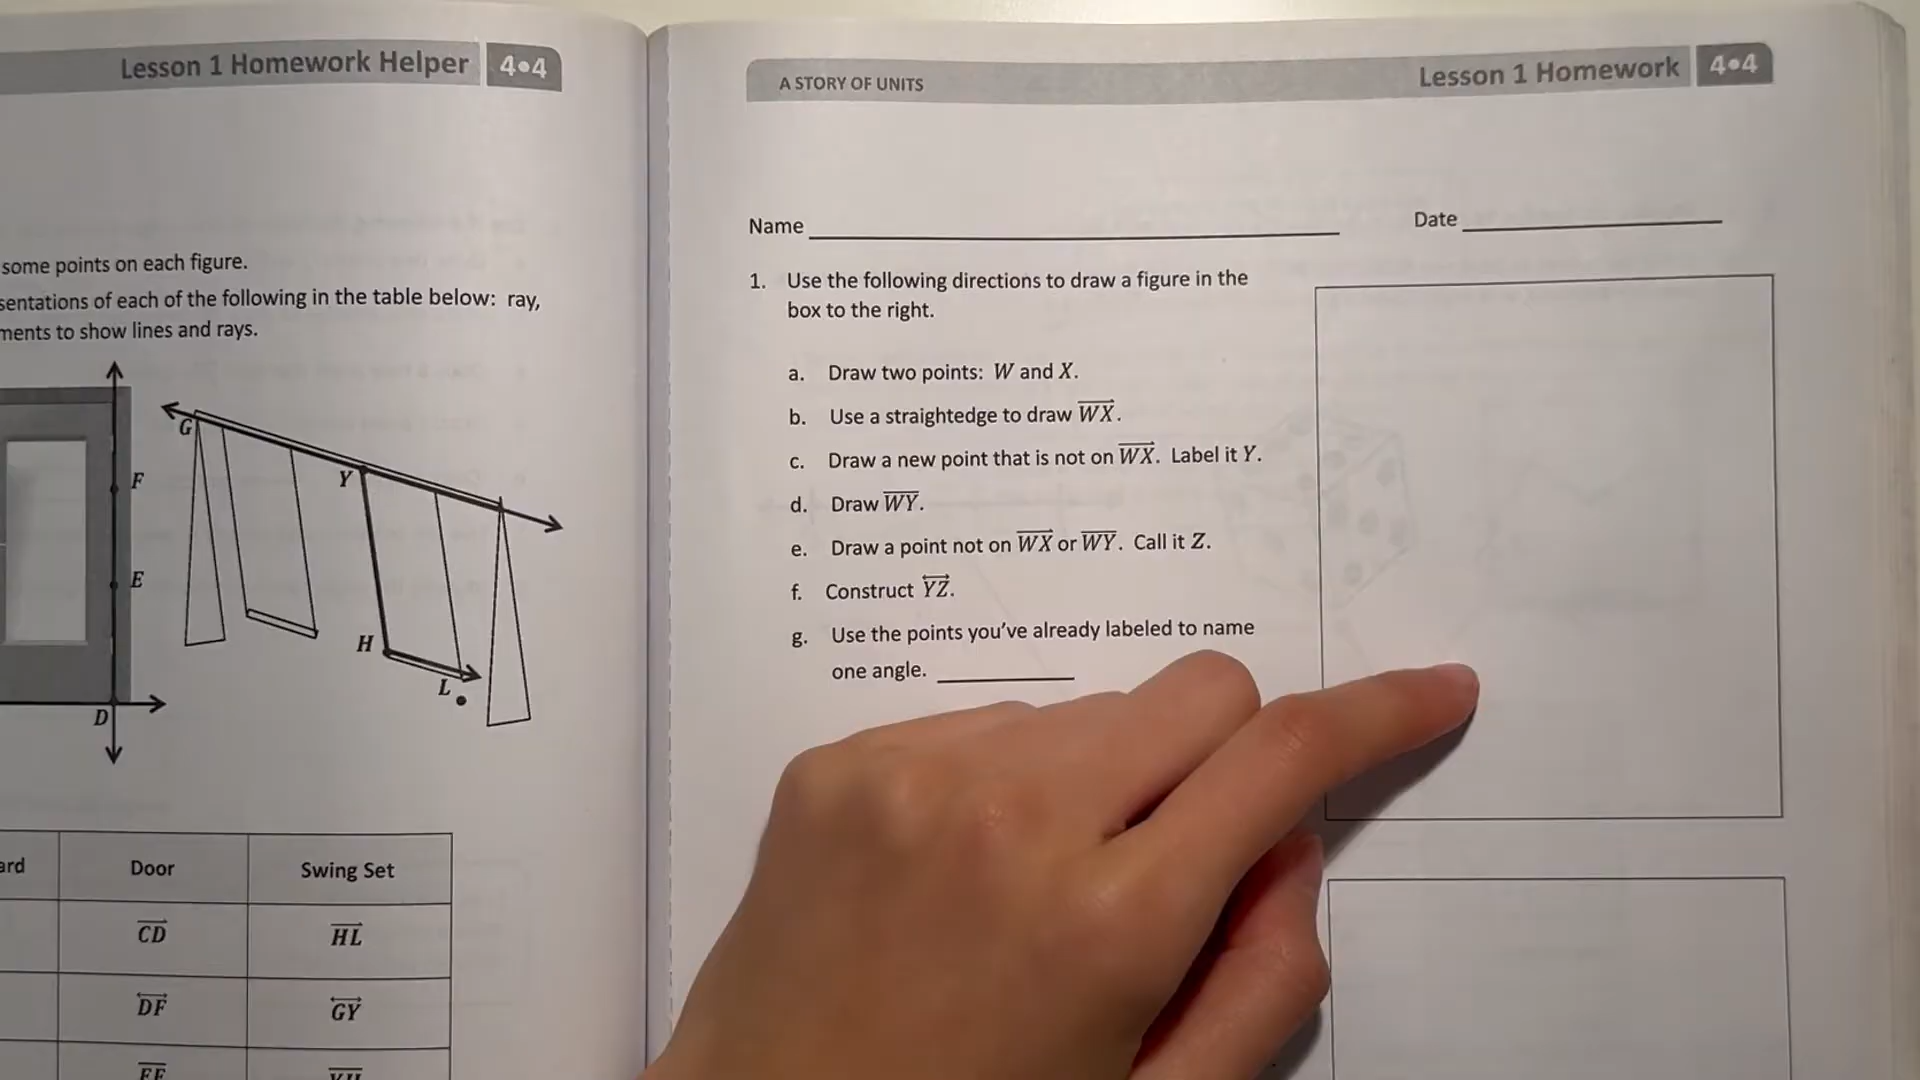 Lesson 1 Homework Helper 4•4
some points on each figure.
of each of the following in the table below: ray,
to show lines and rays.
G
F
Y
E
H
L
D
Door Swing Set
CD HL
DF GY
A STORY OF UNITS
Lesson 1 Homework 4•4
Name Date
1. Use the following directions to draw a figure in the
box to the right.
a. Draw two points: W and X.
b. Use a straightedge to draw WX.
c. Draw a new point that is not on WX. Label it Y.
d. Draw WY.
e. Draw a point not on WX or WY. Call it Z.
f. Construct YZ.
g. Use the points you've already labeled to name
one angle.